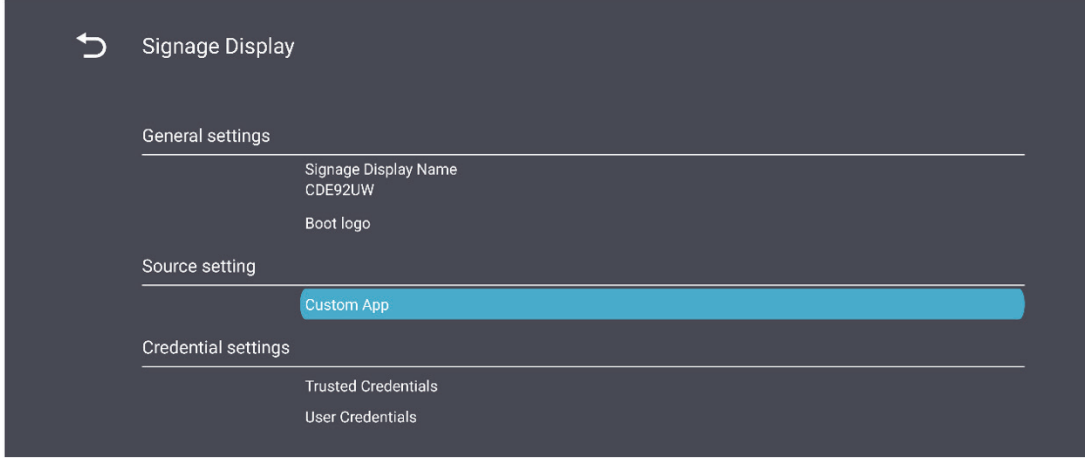 Signage Display
General settings
Signage Display Name
CDE92UW
Boot logo
Source setting
Custom App
Credential settings
Trusted Credentials
User Credentials